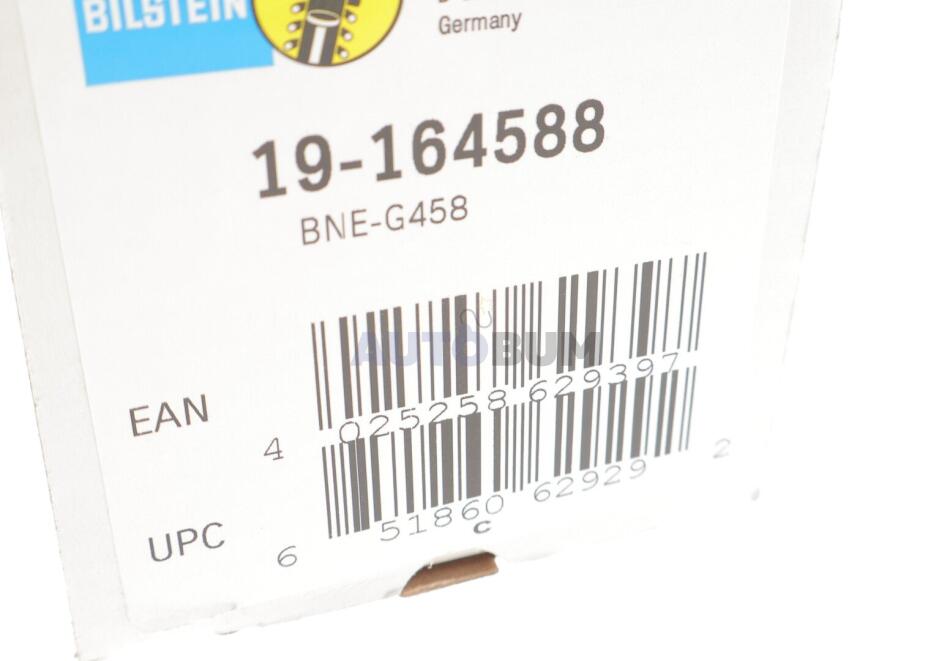 BILSTEIN
Germany
19-164588
BNE-G458
AUTOBUM
EAN
4 025258 629397
UPC
6 51860 62929 2
C